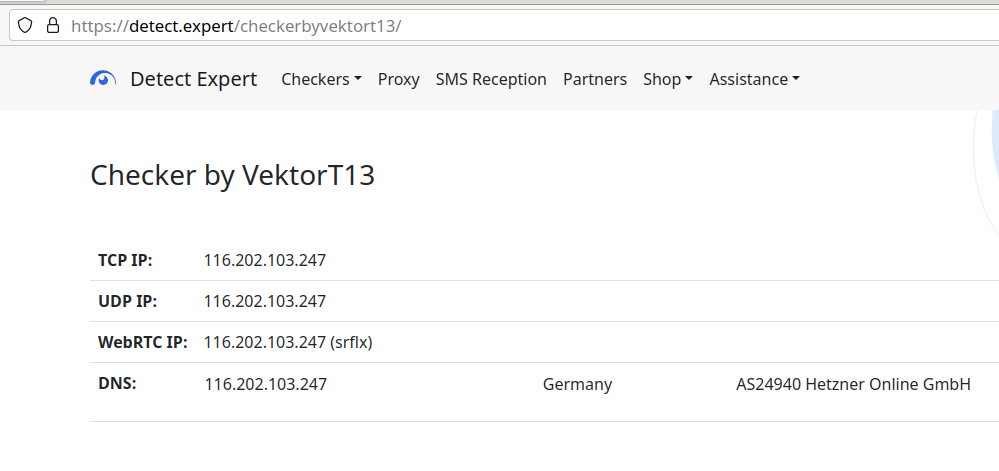 https://detect.expert/checkerbyvektort13/
Detect Expert Checkers Proxy SMS Reception Partners Shop Assistance
Checker by VektorT13
TCP IP: 116.202.103.247
UDP IP: 116.202.103.247
WebRTC IP: 116.202.103.247 (srflx)
DNS: 116.202.103.247 Germany AS24940 Hetzner Online GmbH